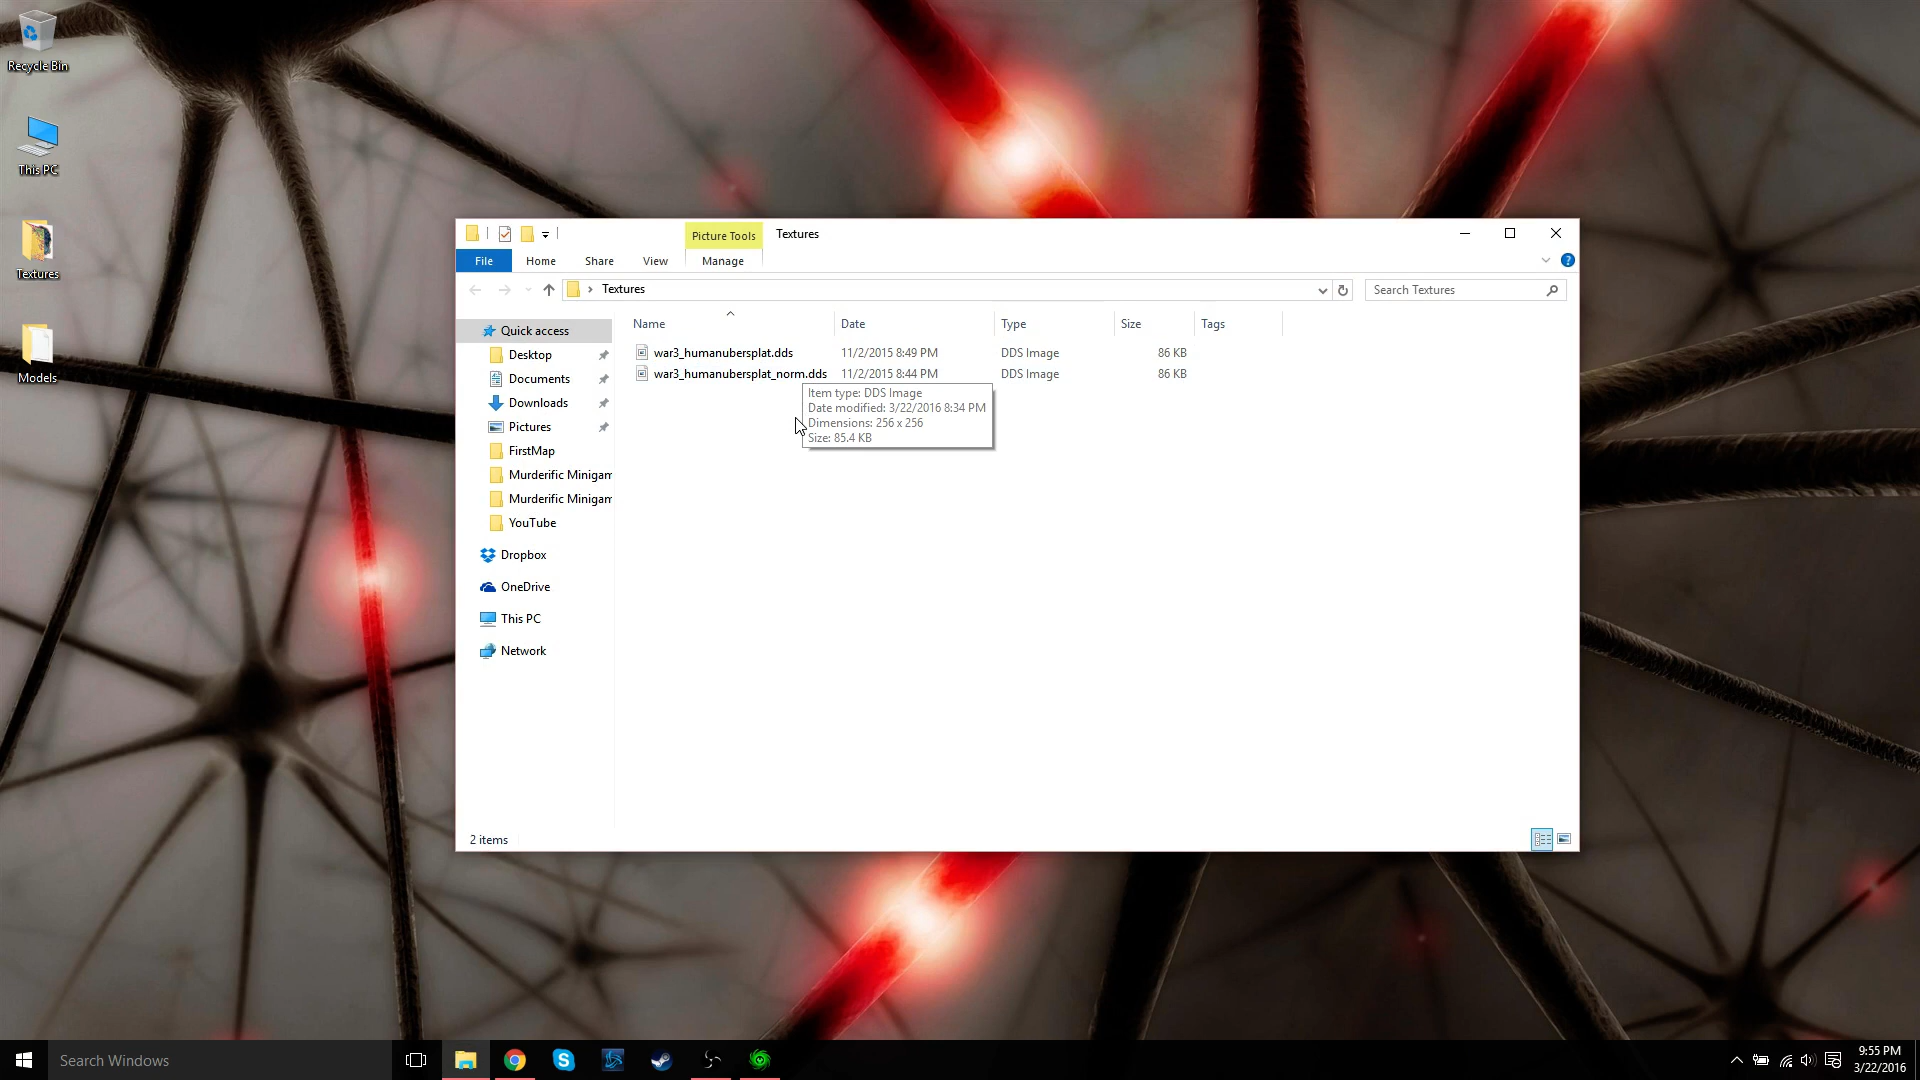 Recycle Bin
This PC
Textures
Models
Picture Tools
Textures
File
Home
Share
View
Manage
Textures
Search Textures
Quick access
Desktop
Documents
Downloads
Pictures
FirstMap
Murderific Minigam
Murderific Minigam
YouTube
Dropbox
OneDrive
This PC
Network
Name Date Type Size Tags
war3_humanubersplat.dds 11/2/2015 8:49 PM DDS Image 86 KB
war3_humanubersplat_norm.dds 11/2/2015 8:44 PM DDS Image 86 KB
Item type: DDS Image
Date modified: 3/22/2016 8:34 PM
Dimensions: 256 x 256
Size: 85.4 KB
2 items
Search Windows
9:55 PM
3/22/2016